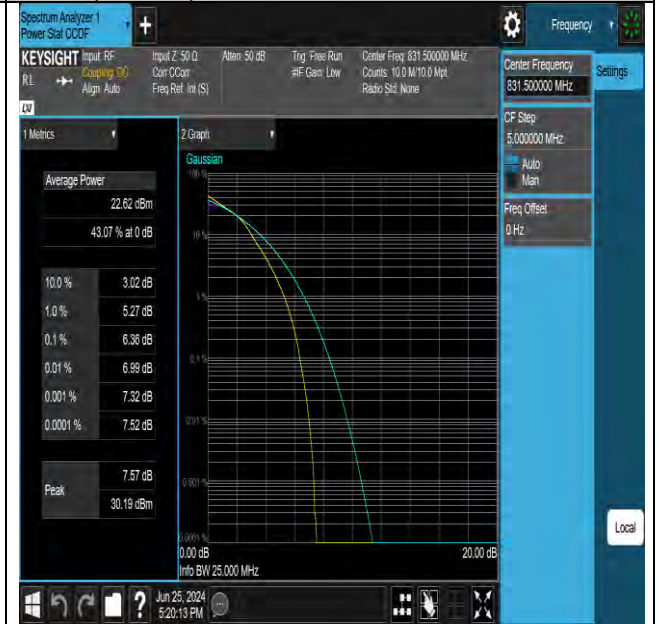 Spectrum Analyzer 1
Power Stat CCDF
+
Frequency
KEYSIGHT
RL
Input: RF
Coupling: DC
Align: Auto
Input Z: 50 Ω
Corr CCorr
Freq Ref: Int (S)
Atten: 50 dB
Trig: Free Run
#IF Gain: Low
Center Freq: 831.500000 MHz
Counts: 10.0 M/10.0 Mpt
Radio Std: None
Center Frequency
831.500000 MHz
Settings
CF Step
5.000000 MHz
Auto
Man
Freq Offset
0 Hz
1 Metrics
Average Power
22.62 dBm
43.07 % at 0 dB
10.0 % 3.02 dB
1.0 % 5.27 dB
0.1 % 6.36 dB
0.01 % 6.99 dB
0.001 % 7.32 dB
0.0001 % 7.52 dB
Peak
7.57 dB
30.19 dBm
2 Graph
Gaussian
100 %
10 %
1 %
0.1 %
0.01 %
0.001 %
0.0001 %
0.00 dB 20.00 dB
Info BW 25.000 MHz
Local
?
Jun 25, 2024
5:20:13 PM